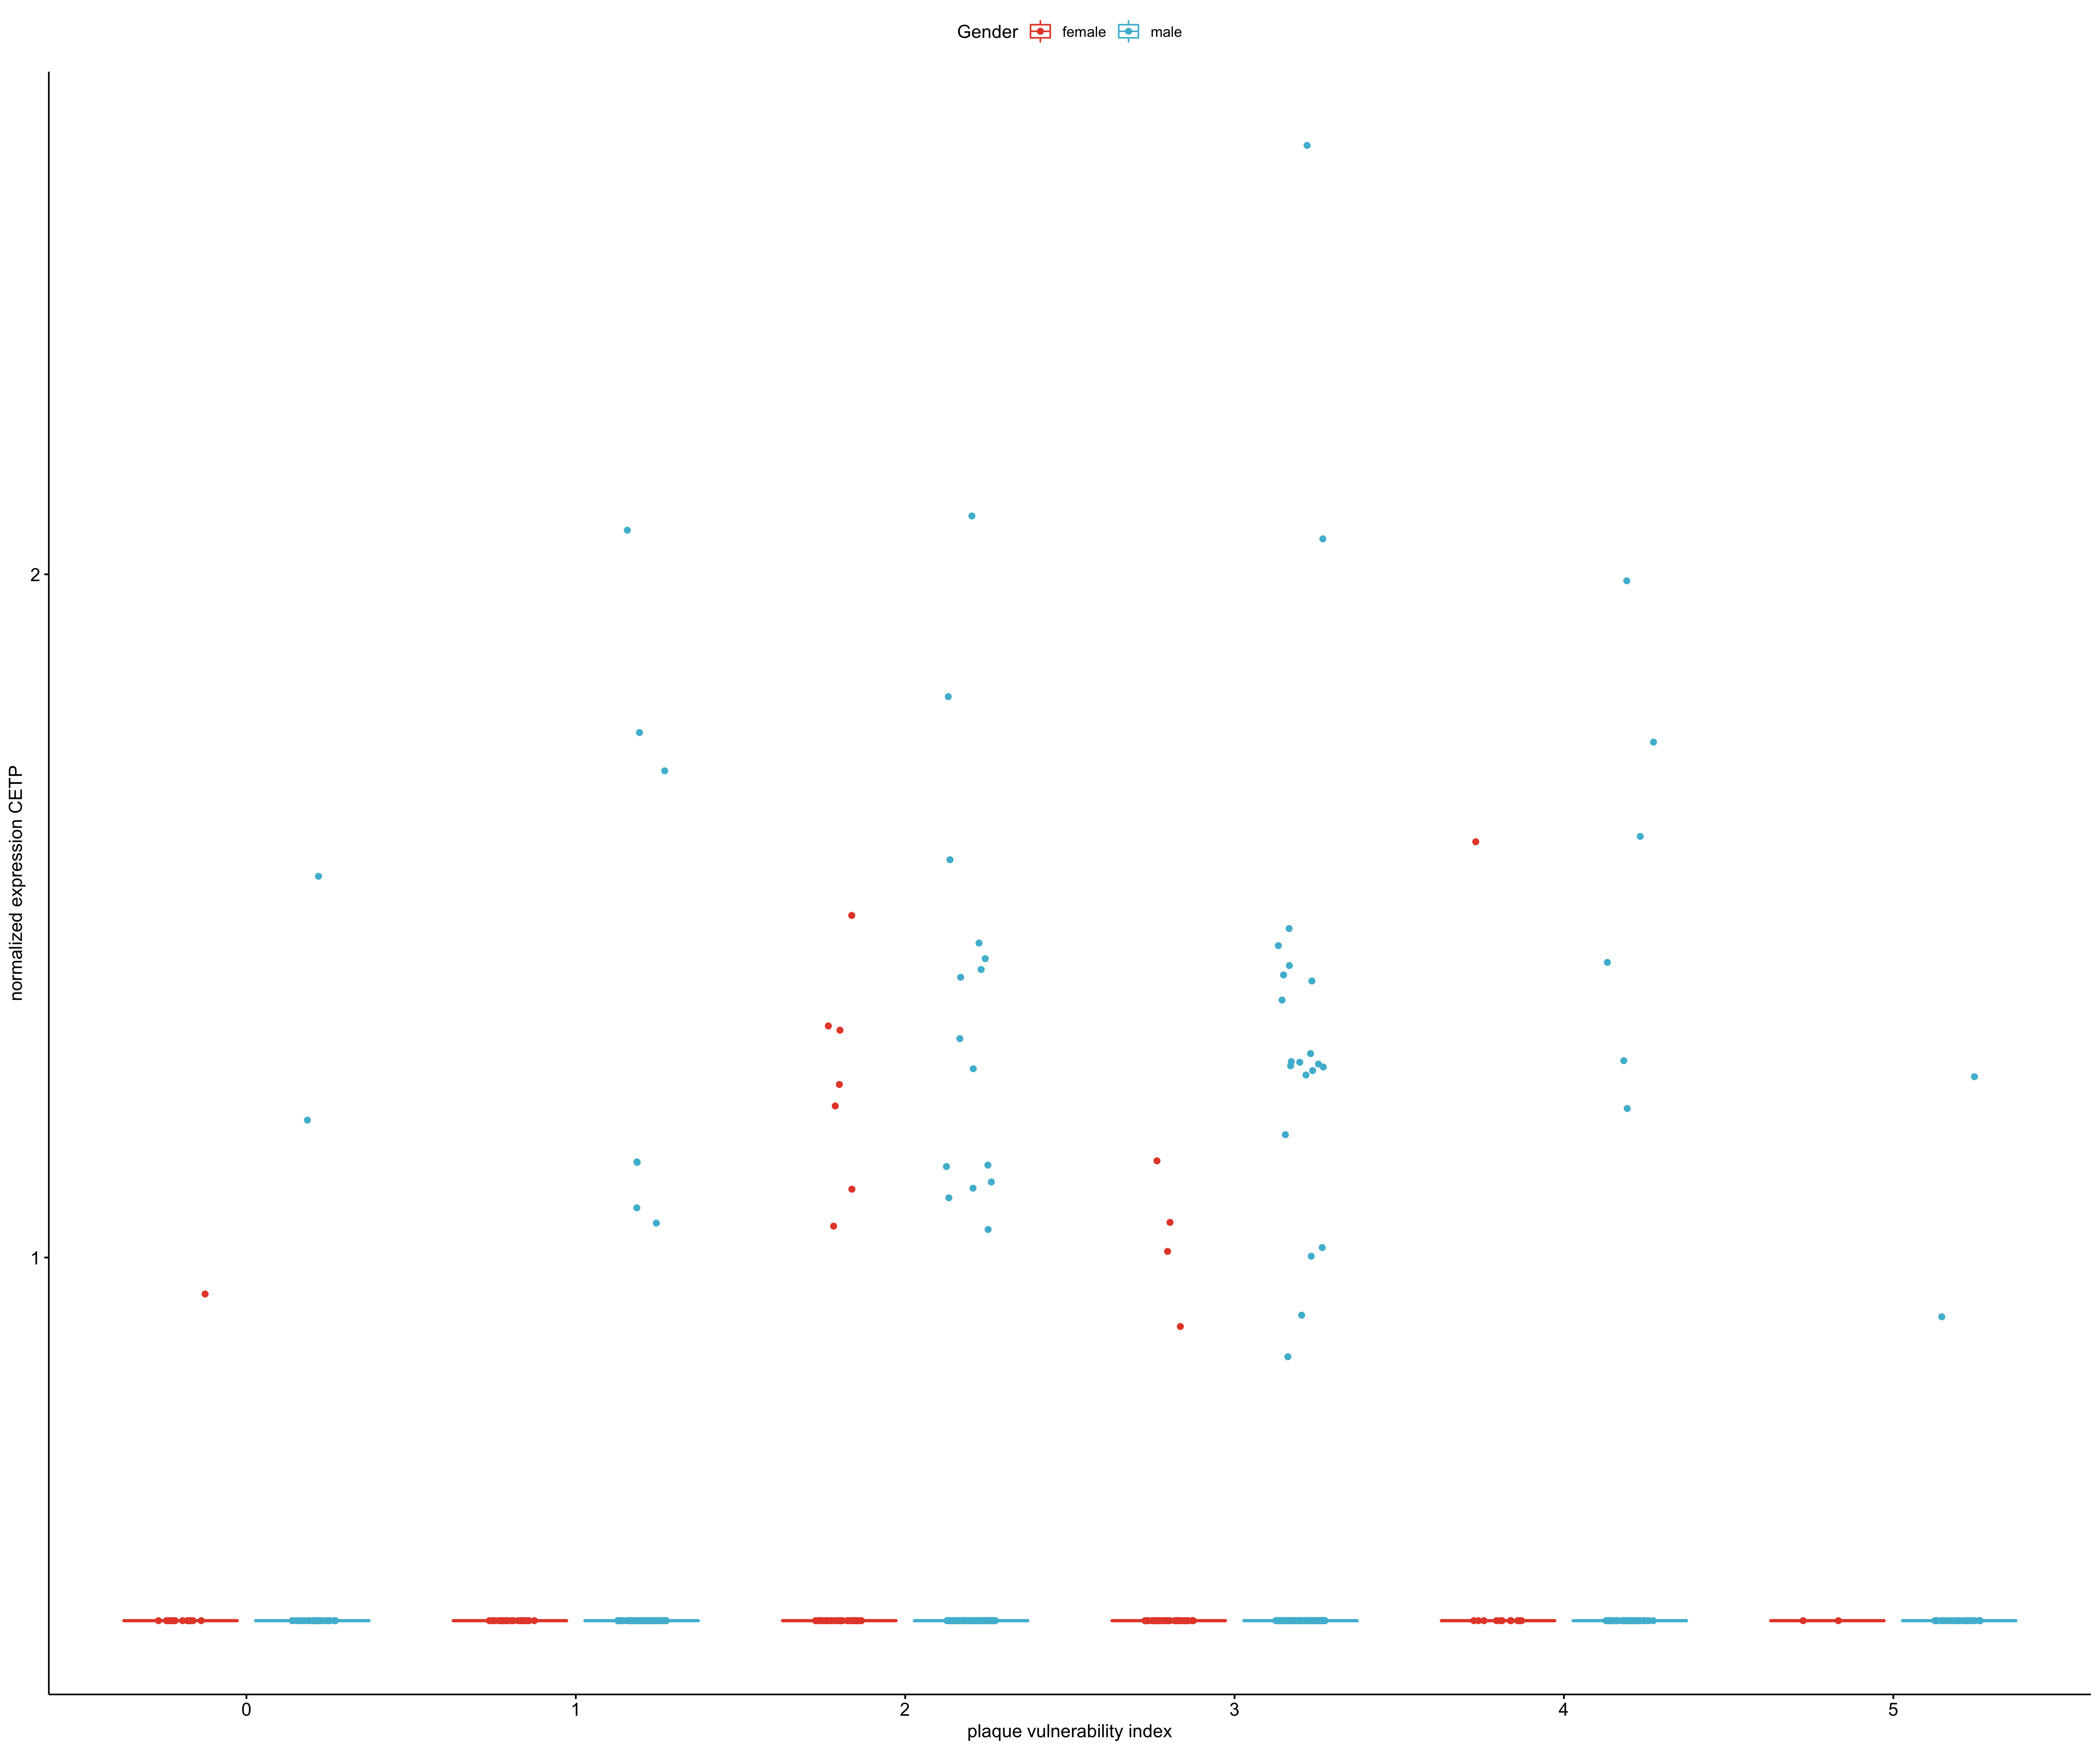 Gender female male
normalized expression CETP
2
1
0 1 2 3 4 5
plaque vulnerability index